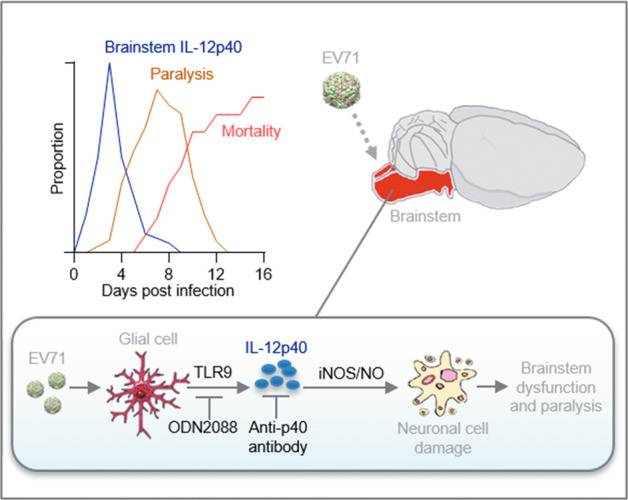 Brainstem IL-12p40
Paralysis
Mortality
Proportion
0 4 8 12 16
Days post infection
EV71
Brainstem
EV71
Glial cell
TLR9
ODN2088
IL-12p40
Anti-p40
antibody
iNOS/NO
Neuronal cell
damage
Brainstem
dysfunction
and paralysis